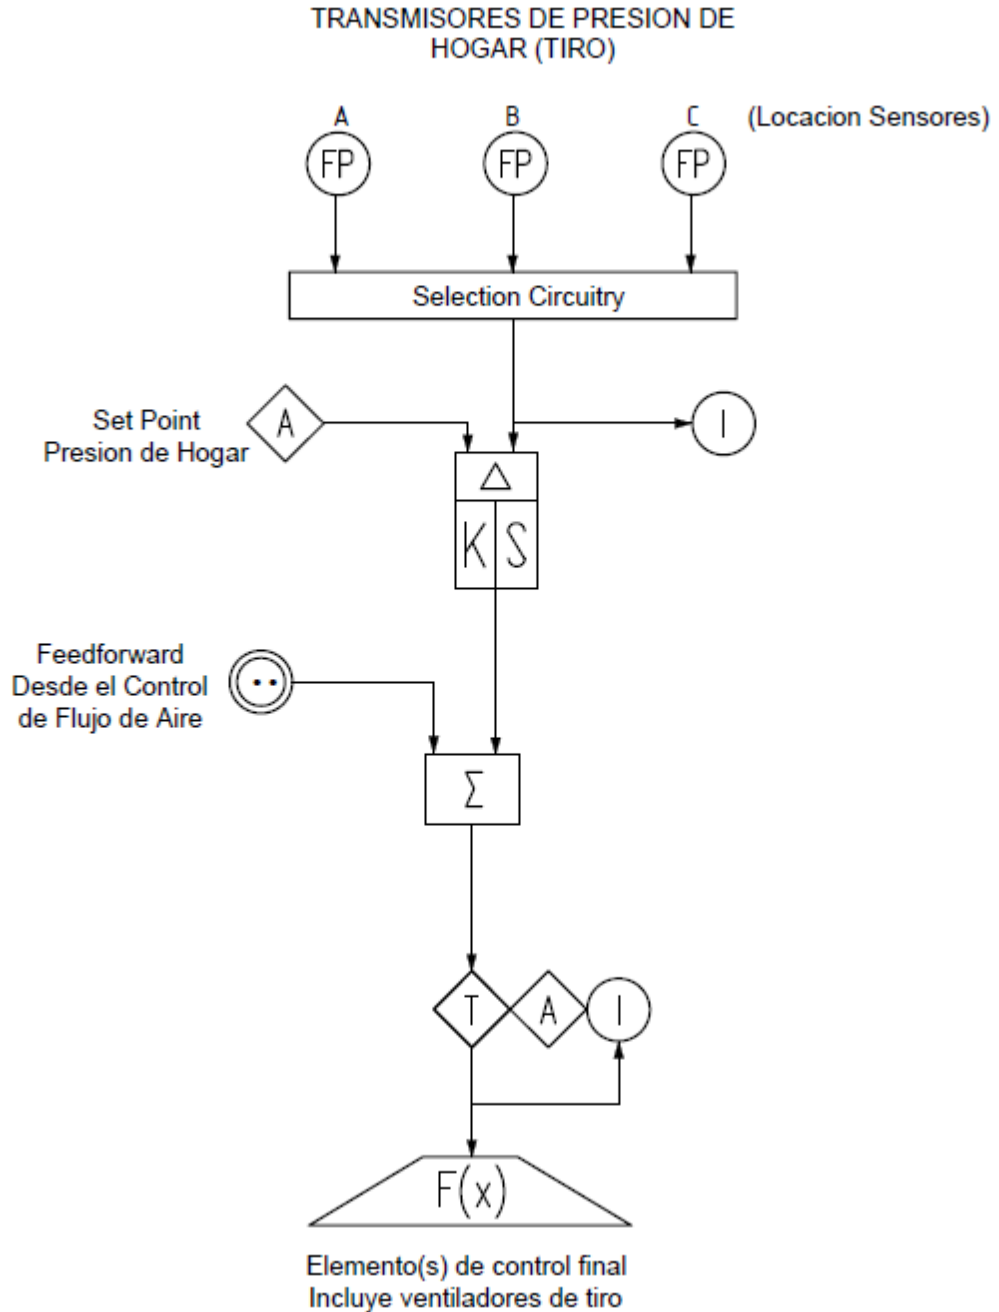 TRANSMISORES DE PRESION DE
HOGAR (TIRO)
A B C (Locacion Sensores)
FP FP FP
Selection Circuitry
Set Point
Presion de Hogar
A
I
△
K S
Feedforward
Desde el Control
de Flujo de Aire
Σ
T A I
F(x)
Elemento(s) de control final
Incluye ventiladores de tiro